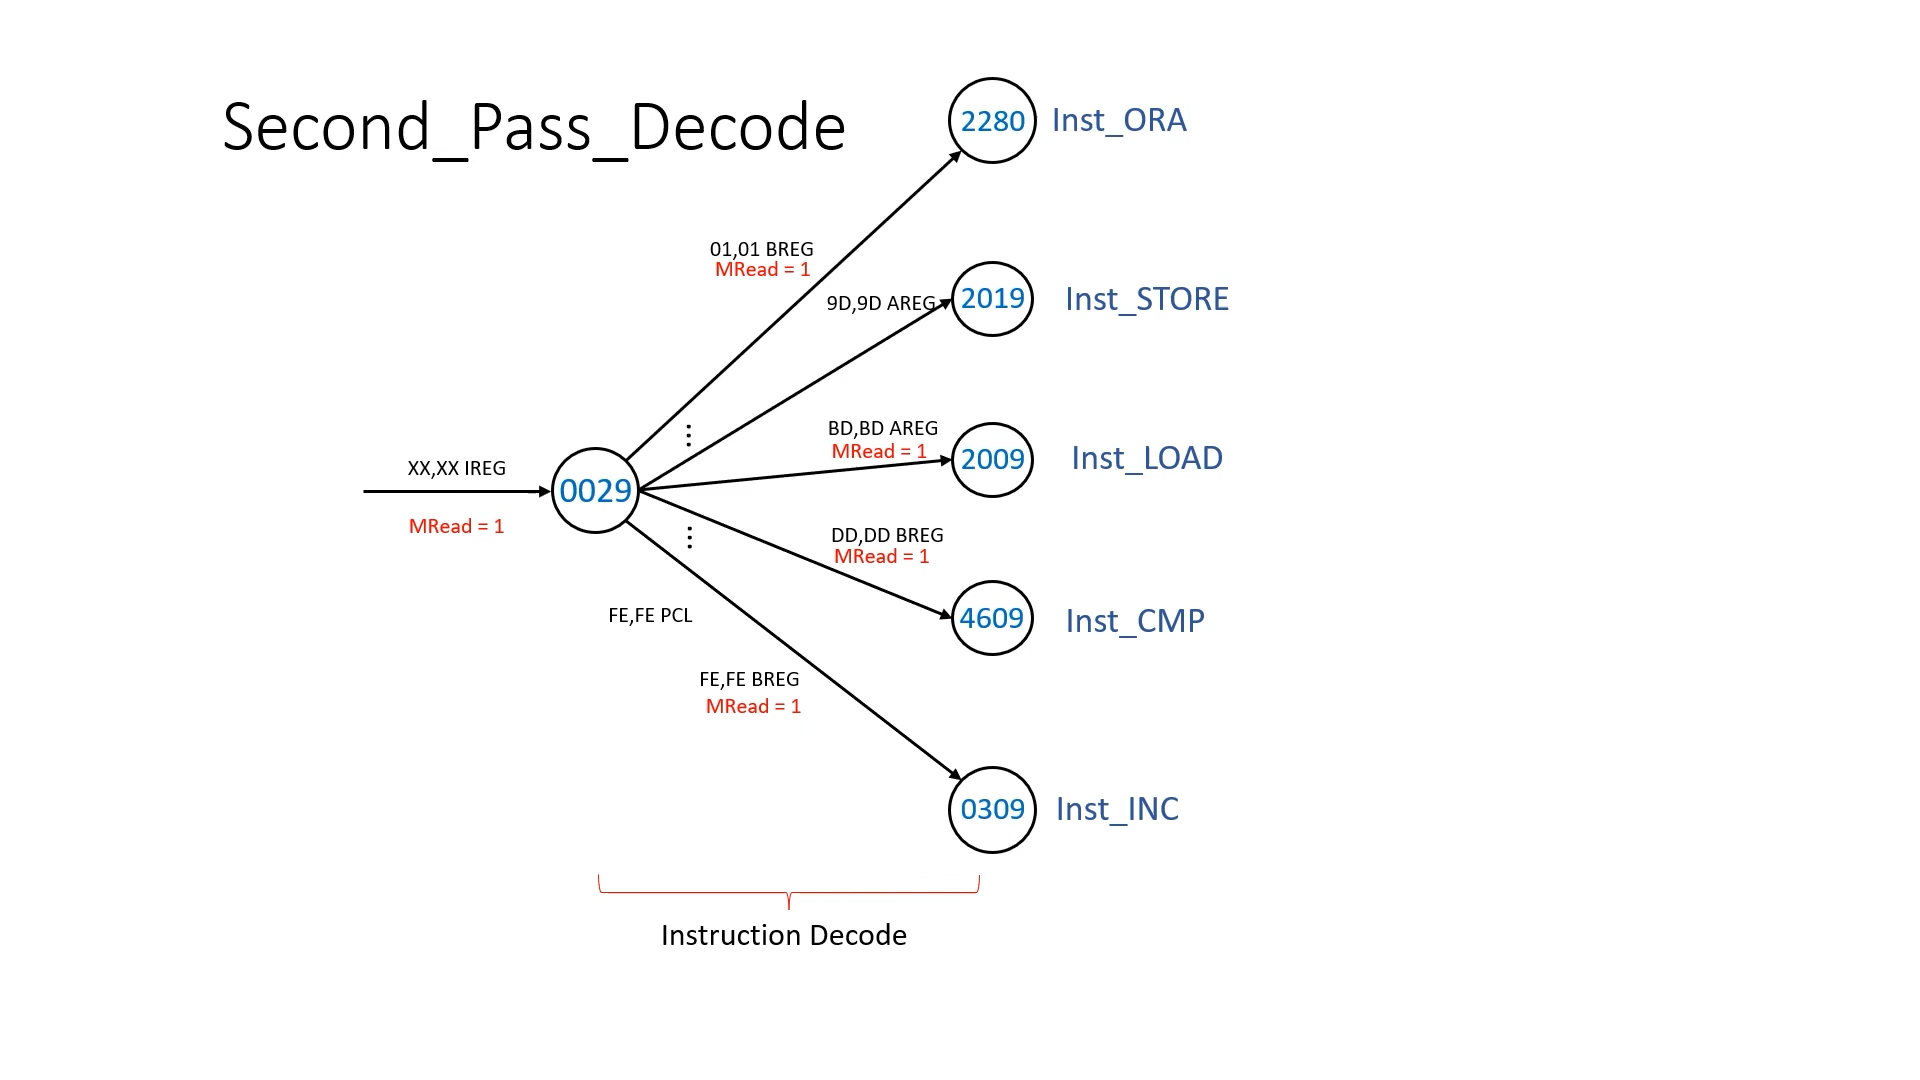 Second_Pass_Decode
2280 Inst_ORA
01,01 BREG
MRead = 1
9D,9D AREG
2019 Inst_STORE
BD,BD AREG
MRead = 1
2009 Inst_LOAD
XX,XX IREG
MRead = 1
0029
DD,DD BREG
MRead = 1
4609 Inst_CMP
FE,FE PCL
FE,FE BREG
MRead = 1
0309 Inst_INC
Instruction Decode